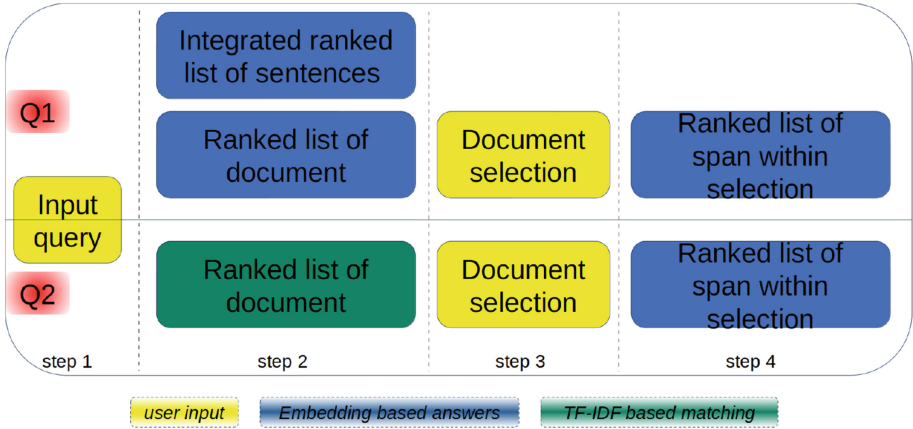 Integrated ranked
list of sentences
Q1
Ranked list of
document
Document
selection
Ranked list of
span within
selection
Input
query
Q2
Ranked list of
document
Document
selection
Ranked list of
span within
selection
step 1
step 2
step 3
step 4
user input
Embedding based answers
TF-IDF based matching